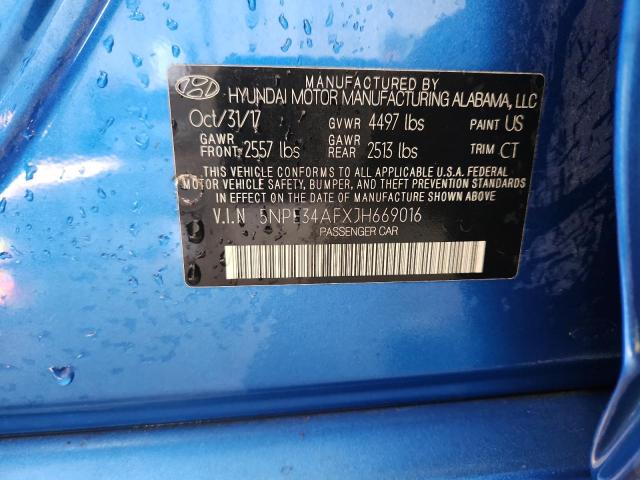 MANUFACTURED BY
HYUNDAI MOTOR MANUFACTURING ALABAMA, LLC
Oct/31/17 GVWR 4497 lbs PAINT US
GAWR FRONT 2557 lbs GAWR REAR 2513 lbs TRIM CT
THIS VEHICLE CONFORMS TO ALL APPLICABLE U.S.A. FEDERAL
MOTOR VEHICLE SAFETY, BUMPER, AND THEFT PREVENTION
STANDARDS IN EFFECT ON THE DATE OF MANUFACTURE SHOWN ABOVE.
V.I.N 5NPE34AFXJH669016
PASSENGER CAR